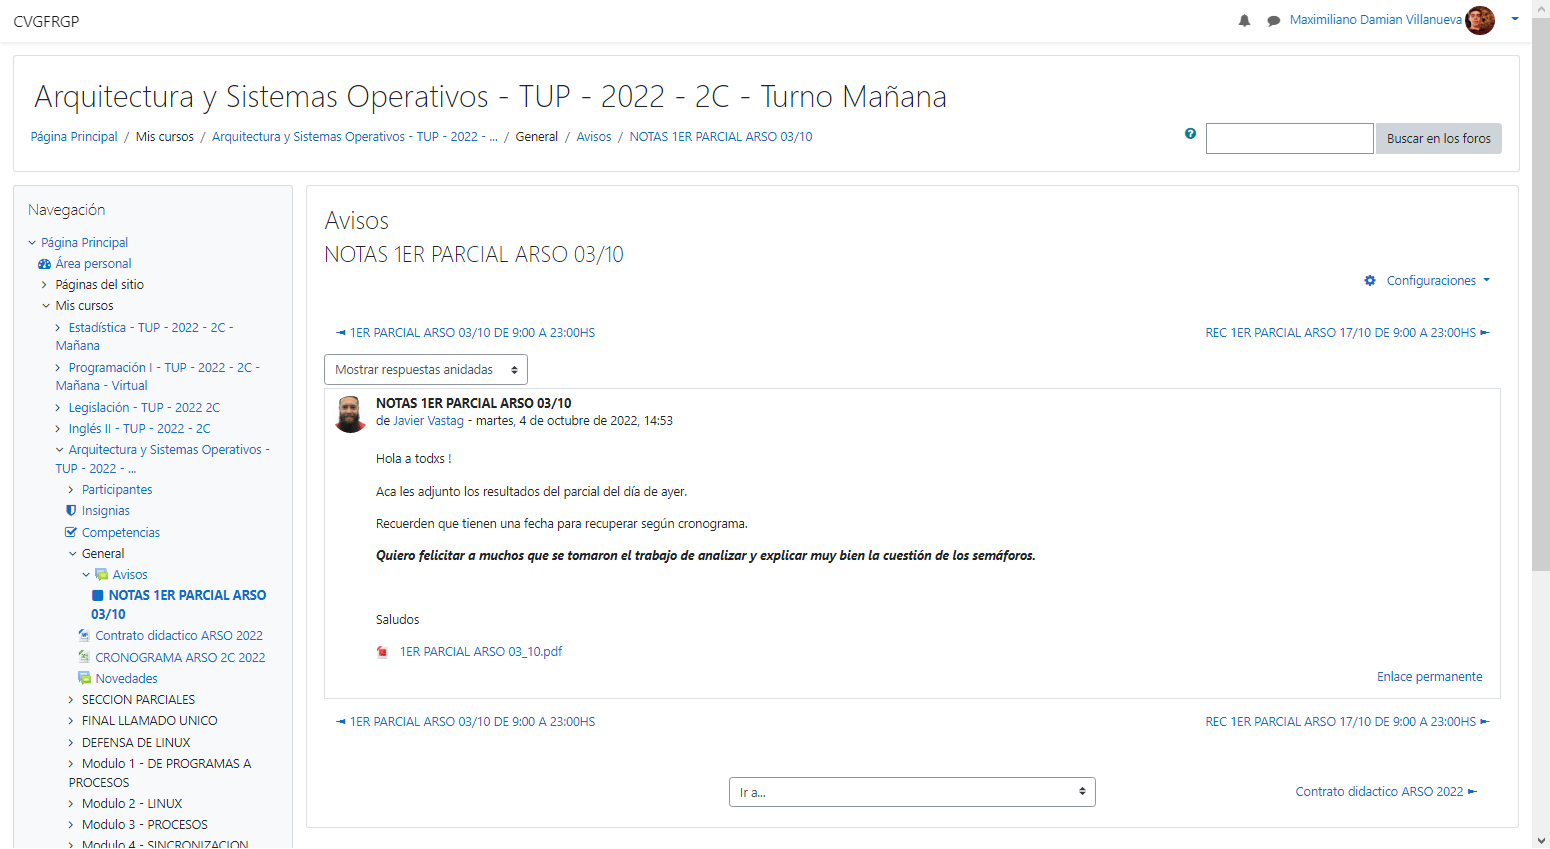 CVGFRGP
Maximiliano Damian Villanueva
Arquitectura y Sistemas Operativos - TUP - 2022 - 2C - Turno Mañana
Página Principal / Mis cursos / Arquitectura y Sistemas Operativos - TUP - 2022 - ... / General / Avisos / NOTAS 1ER PARCIAL ARSO 03/10
Buscar en los foros
Navegación
Página Principal
Área personal
Páginas del sitio
Mis cursos
Estadística - TUP - 2022 - 2C -
Mañana
Programación I - TUP - 2022 - 2C -
Mañana - Virtual
Legislación - TUP - 2022 2C
Inglés II - TUP - 2022 - 2C
Arquitectura y Sistemas Operativos -
TUP - 2022 - ...
Participantes
Insignias
Competencias
General
Avisos
NOTAS 1ER PARCIAL ARSO
03/10
Contrato didactico ARSO 2022
CRONOGRAMA ARSO 2C 2022
Novedades
SECCION PARCIALES
FINAL LLAMADO UNICO
DEFENSA DE LINUX
Modulo 1 - DE PROGRAMAS A
PROCESOS
Modulo 2 - LINUX
Modulo 3 - PROCESOS
Modulo 4 - SINCRONIZACION
Avisos
NOTAS 1ER PARCIAL ARSO 03/10
Configuraciones
◄ 1ER PARCIAL ARSO 03/10 DE 9:00 A 23:00HS
REC 1ER PARCIAL ARSO 17/10 DE 9:00 A 23:00HS ►
Mostrar respuestas anidadas
NOTAS 1ER PARCIAL ARSO 03/10
de Javier Vastag - martes, 4 de octubre de 2022, 14:53
Hola a todxs !
Aca les adjunto los resultados del parcial del día de ayer.
Recuerden que tienen una fecha para recuperar según cronograma.
Quiero felicitar a muchos que se tomaron el trabajo de analizar y explicar muy bien la cuestión de los semáforos.
Saludos
1ER PARCIAL ARSO 03_10.pdf
Enlace permanente
◄ 1ER PARCIAL ARSO 03/10 DE 9:00 A 23:00HS
REC 1ER PARCIAL ARSO 17/10 DE 9:00 A 23:00HS ►
Ir a...
Contrato didactico ARSO 2022 ►